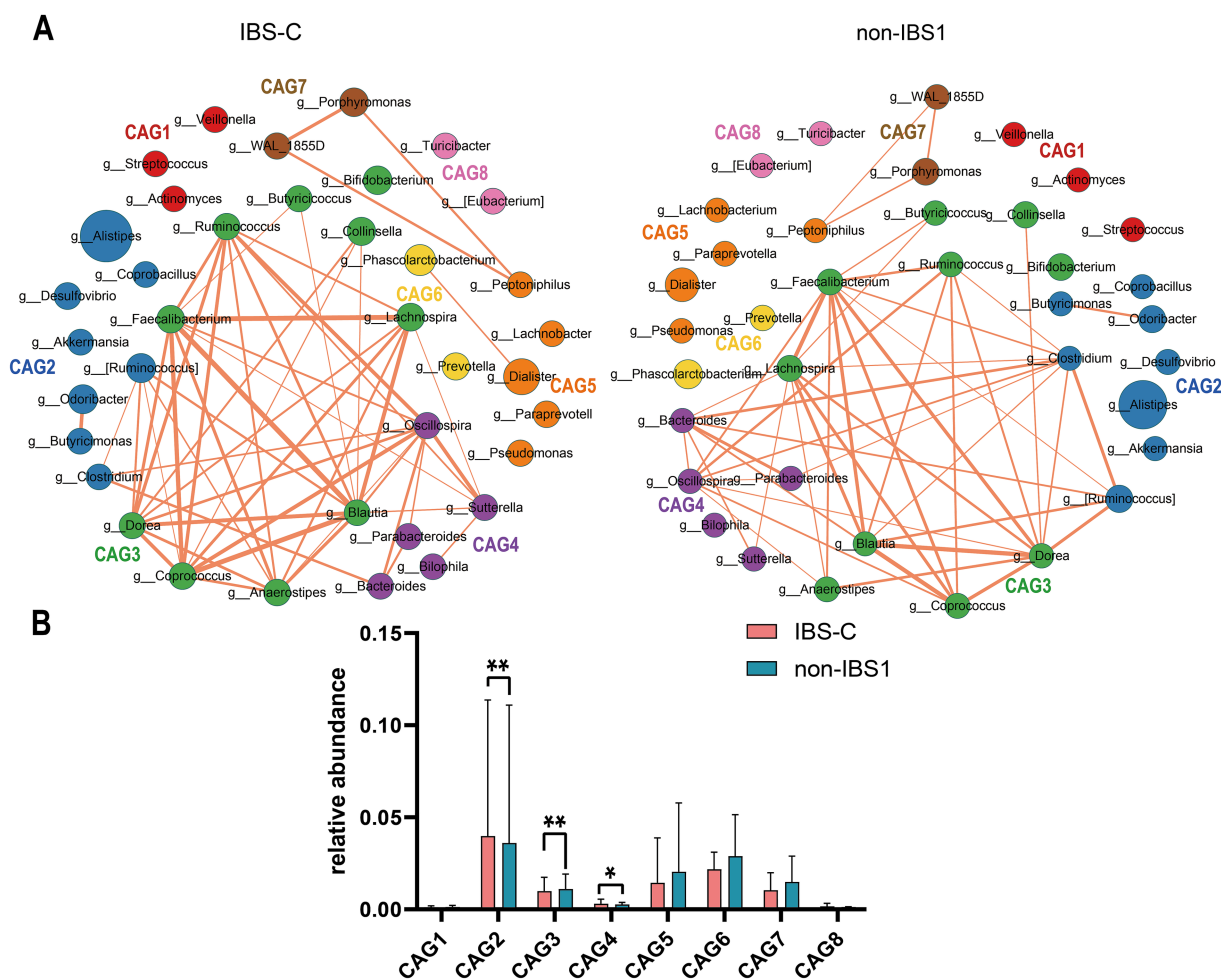 A
IBS-C
non-IBS1
CAG7
g__Porphyromonas
g__Veillonella
CAG1
g__WAL_1855D
g__Turicibacter
g__Streptococcus
CAG8
g__Bifidobacterium
g__Actinomyces
g__Butyricicoccus
g__[Eubacterium]
g__Ruminococcus
g__Collinsella
g__Alistipes
g__Phascolarctobacterium
g__Coprobacillus
g__Peptoniphilus
g__Desulfovibrio
CAG6
g__Faecalibacterium
g__Lachnospira
g__Lachnobacter
g__Akkermansia
CAG2
g__[Ruminococcus]
g__Prevotella
g__Dialister
CAG5
g__Odoribacter
g__Paraprevotell
g__Oscillospira
g__Butyricimonas
g__Pseudomonas
g__Clostridium
g__Sutterella
g__Blautia
g__Dorea
g__Parabacteroides
CAG4
CAG3
g__Bilophila
g__Coprococcus
g__Bacteroides
g__Anaerostipes
g__WAL_1855D
CAG8
g__Turicibacter
CAG7
g__Veillonella
CAG1
g__[Eubacterium]
g__Porphyromonas
g__Actinomyces
g__Lachnobacterium
g__Butyricicoccus
g__Collinsella
CAG5
g__Peptoniphilus
g__Streptococcus
g__Paraprevotella
g__Ruminococcus
g__Bifidobacterium
g__Dialister
g__Faecalibacterium
g__Coprobacillus
g__Butyricimonas
g__Prevotella
g__Odoribacter
g__Pseudomonas
CAG6
g__Clostridium
g__Desulfovibrio
g__Phascolarctobacterium
g__Lachnospira
CAG2
g__Alistipes
g__Bacteroides
g__Akkermansia
g__Oscillospira
g__Parabacteroides
CAG4
g__[Ruminococcus]
g__Bilophila
g__Blautia
g__Sutterella
g__Dorea
g__Anaerostipes
CAG3
g__Coprococcus
B
IBS-C
non-IBS1
relative abundance
0.15
0.10
0.05
0.00
**
**
*
CAG1
CAG2
CAG3
CAG4
CAG5
CAG6
CAG7
CAG8